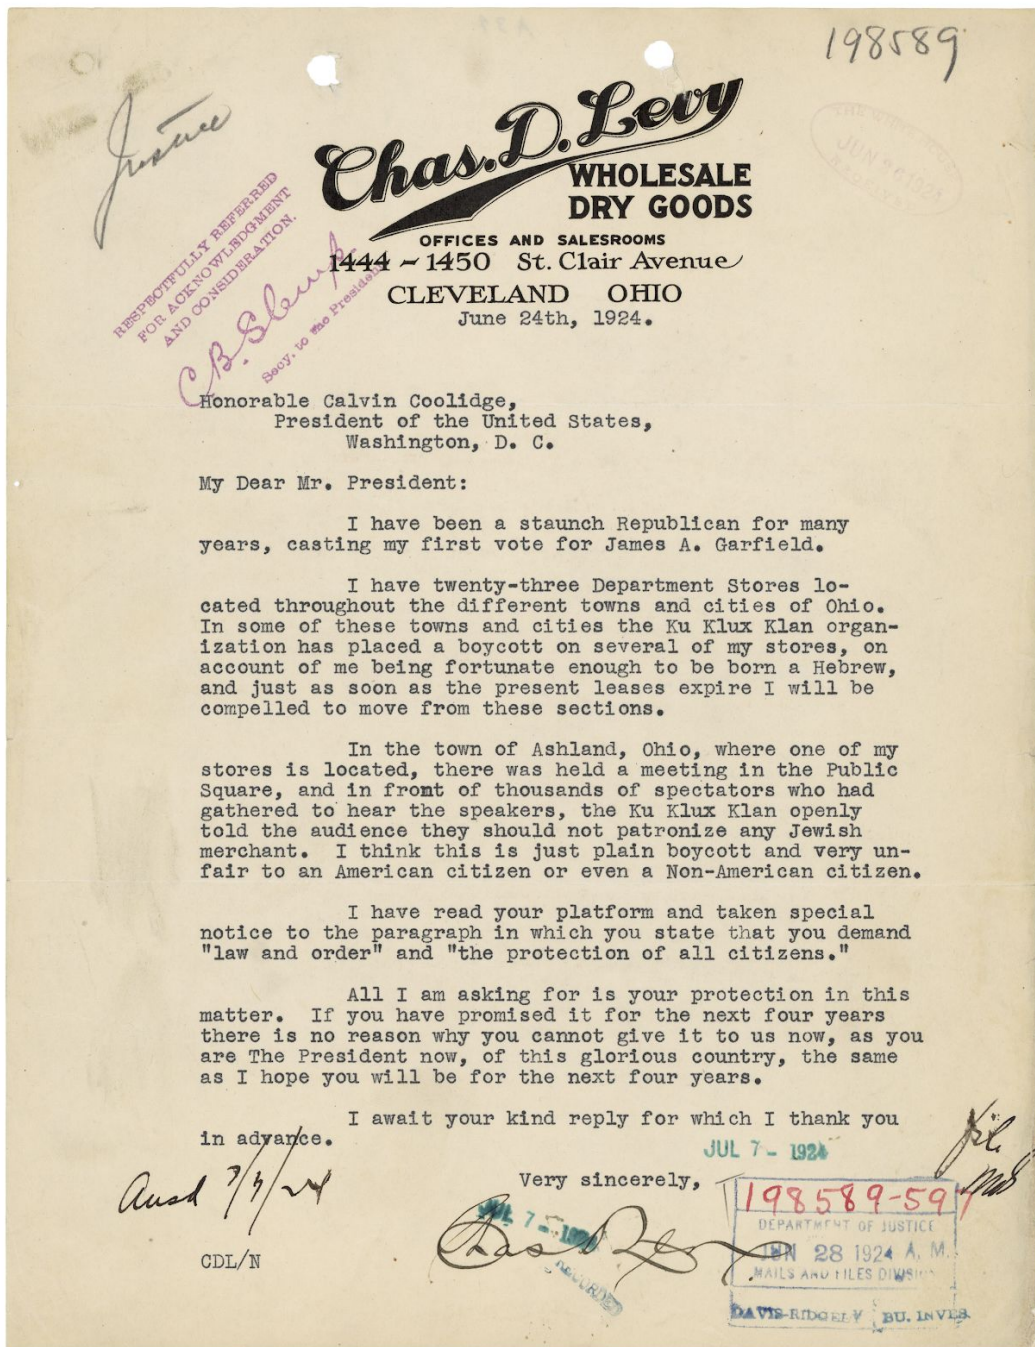 198589
Justice
Chas. D. Levy
WHOLESALE
DRY GOODS
OFFICES AND SALESROOMS
1444 - 1450 St. Clair Avenue
CLEVELAND OHIO
RESPECTFULLY REFERRED
FOR ACKNOWLEDGMENT
AND CONSIDERATION.
C. B. Slemp
Secy. to the President
June 24th, 1924.
Honorable Calvin Coolidge,
President of the United States,
Washington, D. C.
My Dear Mr. President:
I have been a staunch Republican for many
years, casting my first vote for James A. Garfield.
I have twenty-three Department Stores lo-
cated throughout the different towns and cities of Ohio.
In some of these towns and cities the Ku Klux Klan organ-
ization has placed a boycott on several of my stores, on
account of me being fortunate enough to be born a Hebrew,
and just as soon as the present leases expire I will be
compelled to move from these sections.
In the town of Ashland, Ohio, where one of my
stores is located, there was held a meeting in the Public
Square, and in front of thousands of spectators who had
gathered to hear the speakers, the Ku Klux Klan openly
told the audience they should not patronize any Jewish
merchant. I think this is just plain boycott and very un-
fair to an American citizen or even a Non-American citizen.
I have read your platform and taken special
notice to the paragraph in which you state that you demand
"law and order" and "the protection of all citizens."
All I am asking for is your protection in this
matter. If you have promised it for the next four years
there is no reason why you cannot give it to us now, as you
are The President now, of this glorious country, the same
as I hope you will be for the next four years.
I await your kind reply for which I thank you
in advance.
JUL 7 - 1924
Very sincerely,
file
Ansd 7/7/24
JUL 7 - 1924
RECORDED
Chas D Levy
198589-597
DEPARTMENT OF JUSTICE
JUN 28 1924 A. M.
MAILS AND FILES DIVISION
CDL/N
DAVIS-RIDGELY BU. INVES.